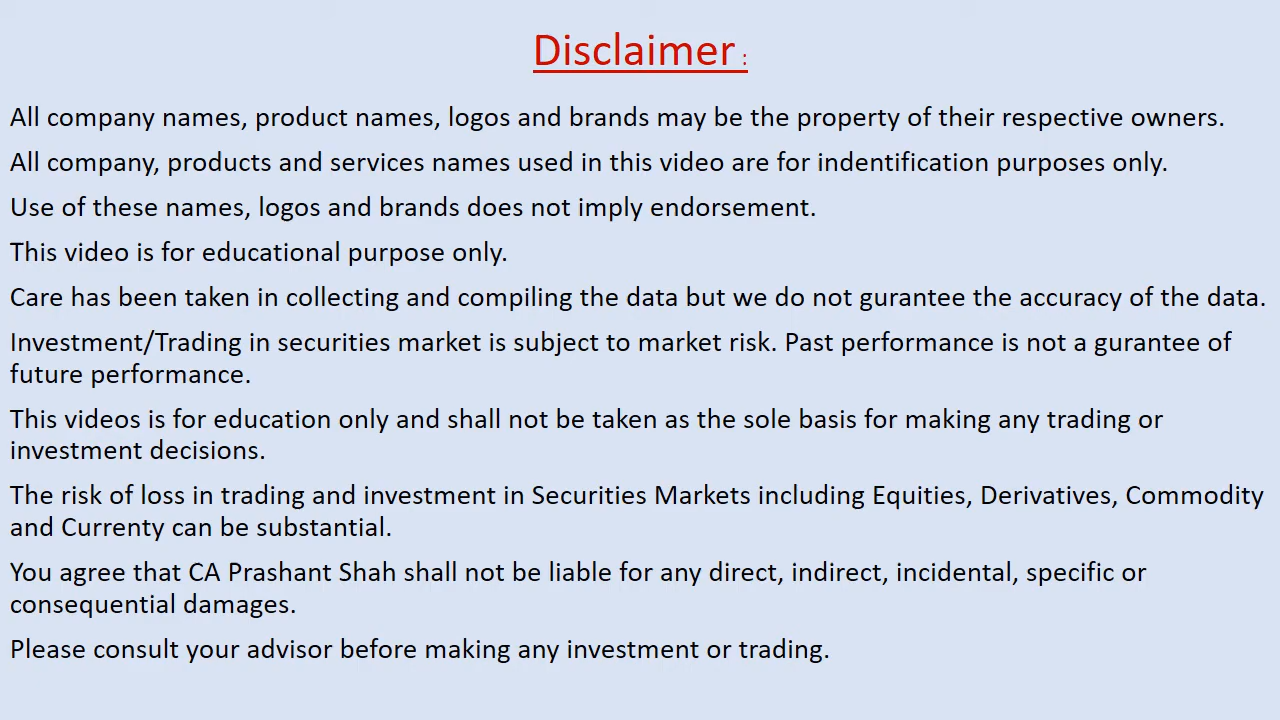 Disclaimer :
All company names, product names, logos and brands may be the property of their respective owners.
All company, products and services names used in this video are for indentification purposes only.
Use of these names, logos and brands does not imply endorsement.
This video is for educational purpose only.
Care has been taken in collecting and compiling the data but we do not gurantee the accuracy of the data.
Investment/Trading in securities market is subject to market risk. Past performance is not a gurantee of
future performance.
This videos is for education only and shall not be taken as the sole basis for making any trading or
investment decisions.
The risk of loss in trading and investment in Securities Markets including Equities, Derivatives, Commodity
and Currenty can be substantial.
You agree that CA Prashant Shah shall not be liable for any direct, indirect, incidental, specific or
consequential damages.
Please consult your advisor before making any investment or trading.